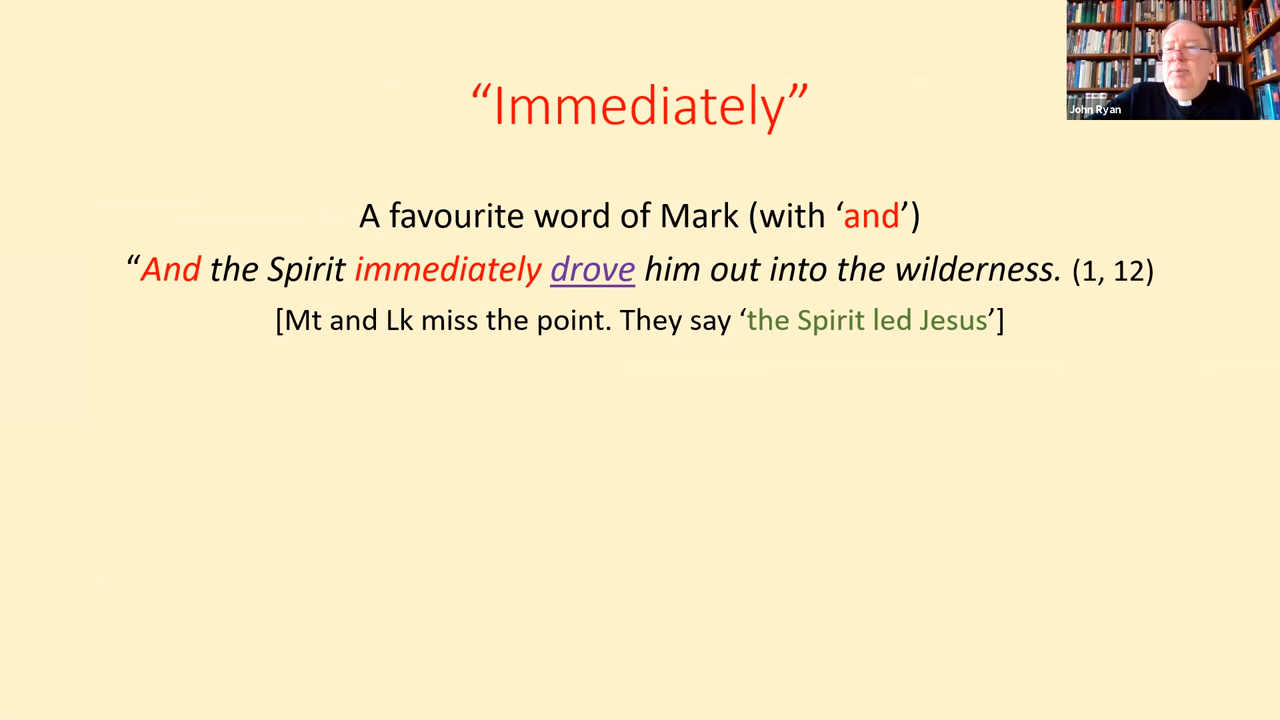 “Immediately”
John Ryan
A favourite word of Mark (with ‘and’)
“And the Spirit immediately drove him out into the wilderness. (1, 12)
[Mt and Lk miss the point. They say ‘the Spirit led Jesus’]